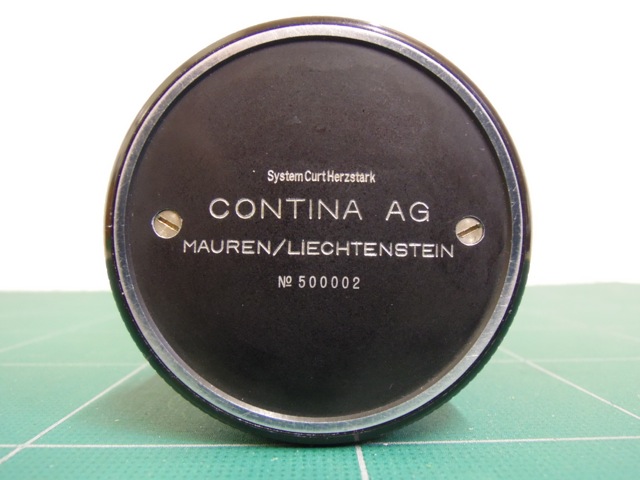 System Curt Herzstark
CONTINA AG
MAUREN/LIECHTENSTEIN
№ 500002